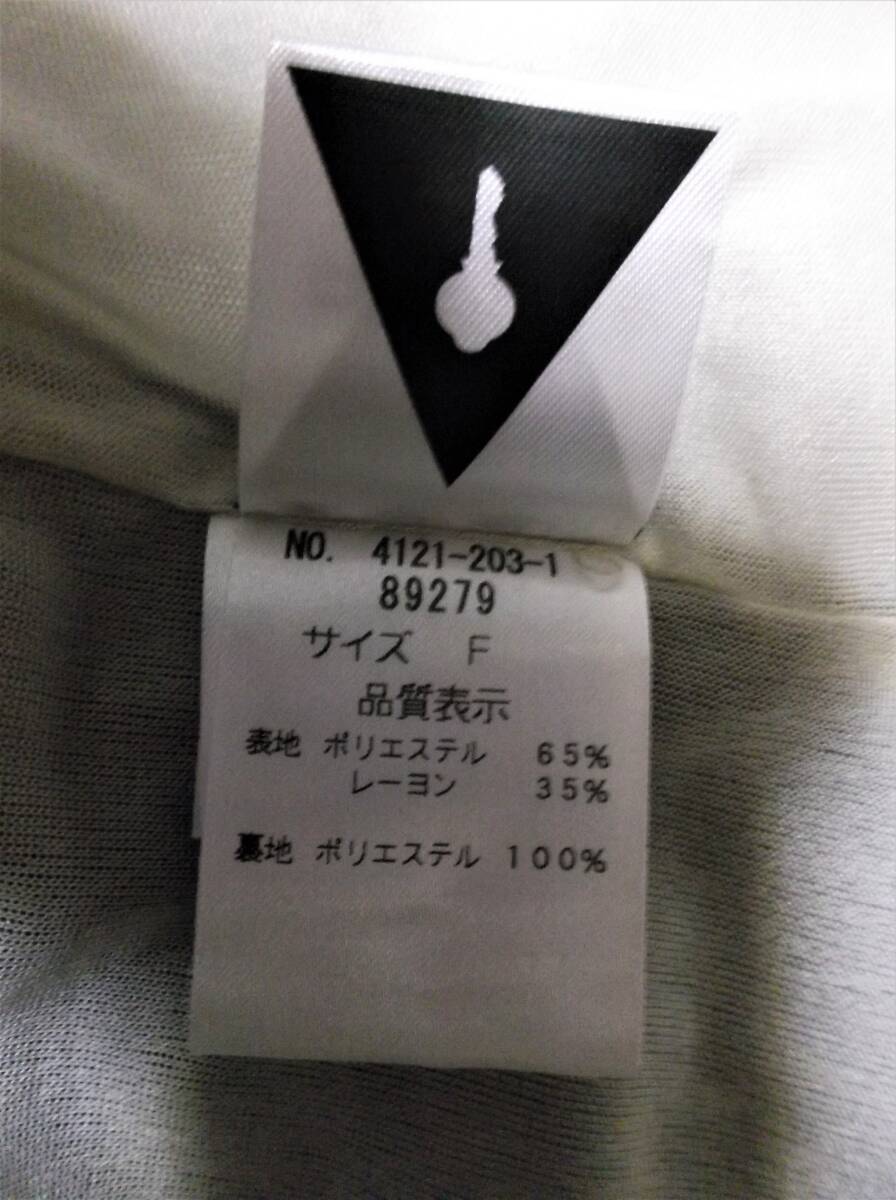 NO. 4121-203-1
89279
サイズ F
品質表示
表地 ポリエステル 65%
レーヨン 35%
裏地 ポリエステル 100%